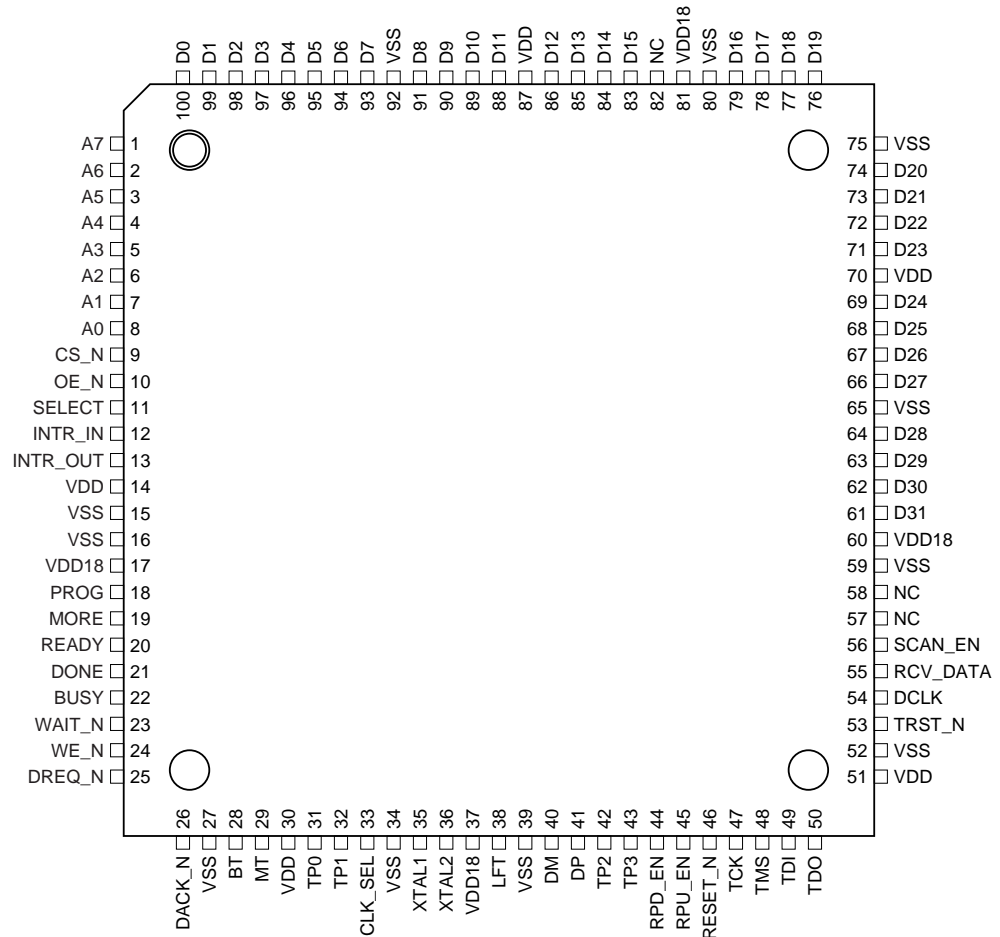 D0 D1 D2 D3 D4 D5 D6 D7 VSS D8 D9 D10 D11 VDD D12 D13 D14 D15 NC VDD18 VSS D16 D17 D18 D19
100 99 98 97 96 95 94 93 92 91 90 89 88 87 86 85 84 83 82 81 80 79 78 77 76
A7 1 75 VSS
A6 2 74 D20
A5 3 73 D21
A4 4 72 D22
A3 5 71 D23
A2 6 70 VDD
A1 7 69 D24
A0 8 68 D25
CS_N 9 67 D26
OE_N 10 66 D27
SELECT 11 65 VSS
INTR_IN 12 64 D28
INTR_OUT 13 63 D29
VDD 14 62 D30
VSS 15 61 D31
VSS 16 60 VDD18
VDD18 17 59 VSS
PROG 18 58 NC
MORE 19 57 NC
READY 20 56 SCAN_EN
DONE 21 55 RCV_DATA
BUSY 22 54 DCLK
WAIT_N 23 53 TRST_N
WE_N 24 52 VSS
DREQ_N 25 51 VDD
26 27 28 29 30 31 32 33 34 35 36 37 38 39 40 41 42 43 44 45 46 47 48 49 50
DACK_N VSS BT MT VDD TP0 TP1 CLK_SEL VSS XTAL1 XTAL2 VDD18 LFT VSS DM DP TP2 TP3 RPD_EN RPU_EN RESET_N TCK TMS TDI TDO